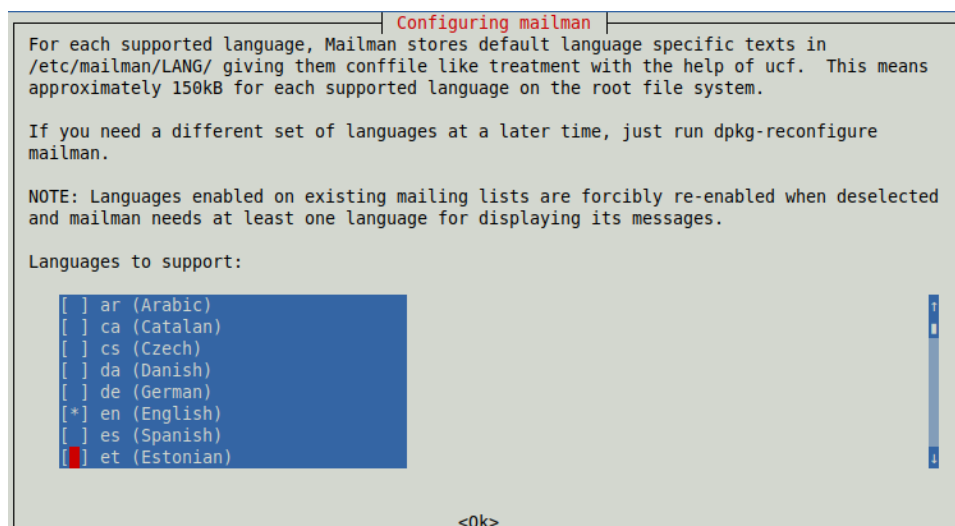 Configuring mailman
For each supported language, Mailman stores default language specific texts in
/etc/mailman/LANG/ giving them conffile like treatment with the help of ucf.  This means
approximately 150kB for each supported language on the root file system.
If you need a different set of languages at a later time, just run dpkg-reconfigure
mailman.
NOTE: Languages enabled on existing mailing lists are forcibly re-enabled when deselected
and mailman needs at least one language for displaying its messages.
Languages to support:
[ ] ar (Arabic)
[ ] ca (Catalan)
[ ] cs (Czech)
[ ] da (Danish)
[ ] de (German)
[*] en (English)
[ ] es (Spanish)
[ ] et (Estonian)
<Ok>